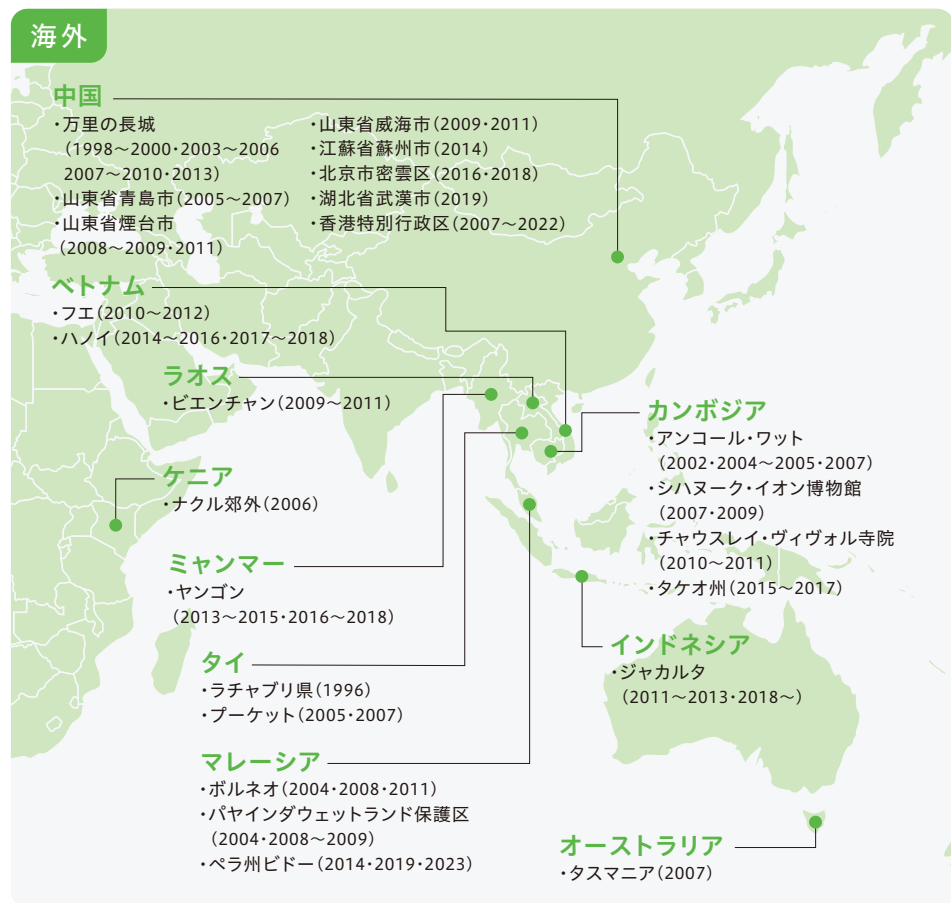 海外
中国
・万里の長城
（1998～2000・2003～2006
2007～2010・2013）
・山東省青島市（2005～2007）
・山東省煙台市
（2008～2009・2011）
・山東省威海市（2009・2011）
・江蘇省蘇州市（2014）
・北京市密雲区（2016・2018）
・湖北省武漢市（2019）
・香港特別行政区（2007～2022）
ベトナム
・フエ（2010～2012）
・ハノイ（2014～2016・2017～2018）
ラオス
・ビエンチャン（2009～2011）
カンボジア
・アンコール・ワット
（2002・2004～2005・2007）
・シハヌーク・イオン博物館
（2007・2009）
・チャウスレイ・ヴィヴォル寺院
（2010～2011）
・タケオ州（2015～2017）
ケニア
・ナクル郊外（2006）
ミャンマー
・ヤンゴン
（2013～2015・2016～2018）
インドネシア
・ジャカルタ
（2011～2013・2018～）
タイ
・ラチャブリ県（1996）
・プーケット（2005・2007）
マレーシア
・ボルネオ（2004・2008・2011）
・パヤインダウェットランド保護区
（2004・2008～2009）
・ペラ州ビドー（2014・2019・2023）
オーストラリア
・タスマニア（2007）